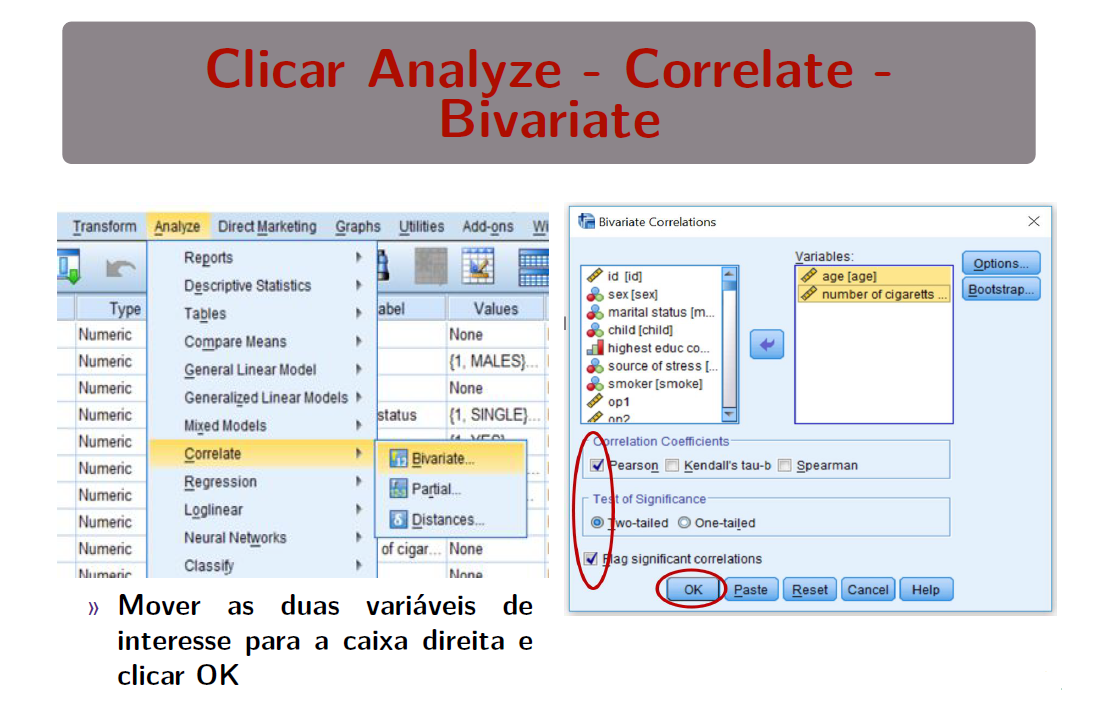 Clicar Analyze - Correlate -
Bivariate
Transform Analyze Direct Marketing Graphs Utilities Add-ons
Reports
Descriptive Statistics
Tables
Compare Means
General Linear Model
Generalized Linear Models
Mixed Models
Correlate
Regression
Loglinear
Neural Networks
Classify
Bivariate...
Partial...
Distances...
Type
Numeric
Numeric
Numeric
Numeric
Numeric
Numeric
Numeric
Numeric
Numeric
Numeric
abel
status
of cigar...
Values
None
{1, MALES}...
None
{1, SINGLE}...
{1, YES}
None
None
» Mover as duas variáveis de
interesse para a caixa direita e
clicar OK
Bivariate Correlations
id [id]
sex [sex]
marital status [m...
child [child]
highest educ co...
source of stress [...
smoker [smoke]
op1
op2
Variables:
age [age]
number of cigaretts ...
Options...
Bootstrap...
Correlation Coefficients
Pearson Kendall's tau-b Spearman
Test of Significance
Two-tailed One-tailed
Flag significant correlations
OK Paste Reset Cancel Help